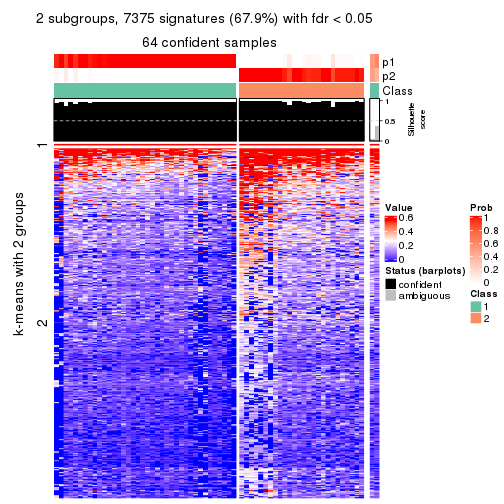 2 subgroups, 7375 signatures (67.9%) with fdr < 0.05
64 confident samples
p1
p2
Class
1
0.5
0
Silhouette
score
k-means with 2 groups
1
2
Value
0.6
0.4
0.2
0
Status (barplots)
confident
ambiguous
Prob
1
0.8
0.6
0.4
0.2
0
Class
1
2